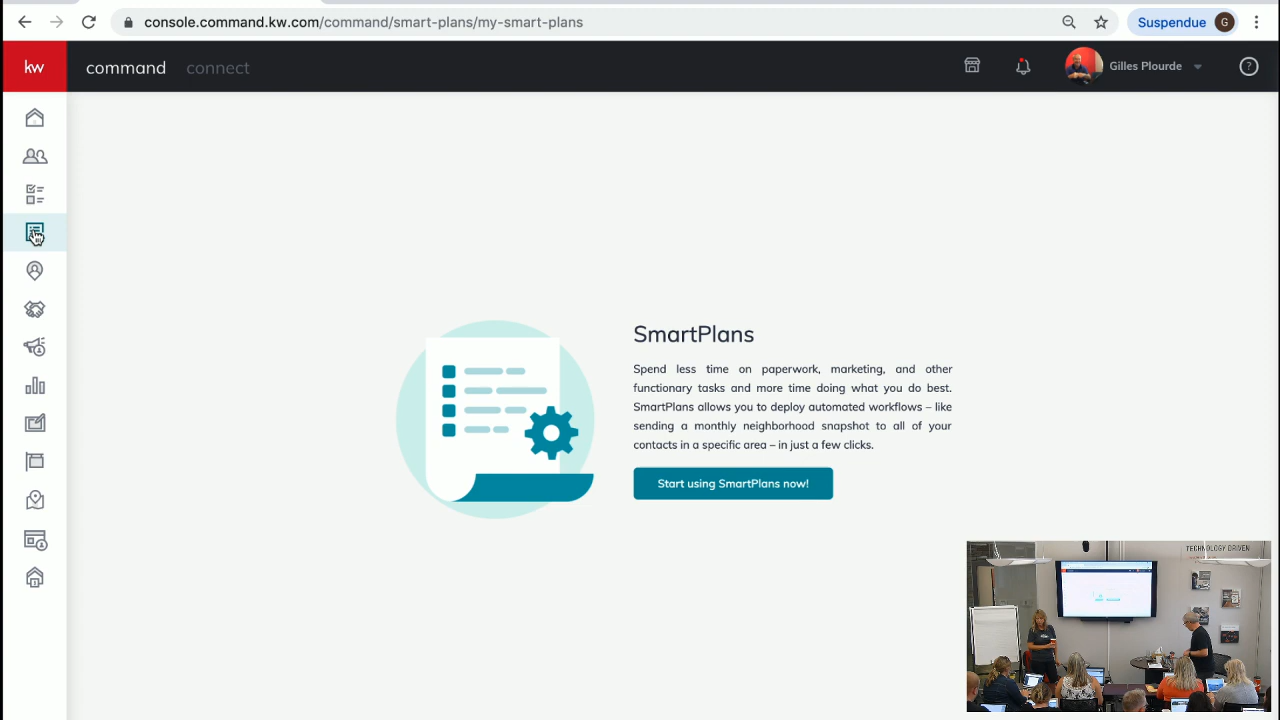 console.command.kw.com/command/smart-plans/my-smart-plans
Suspendue G
kw command connect
Gilles Plourde
?
SmartPlans
Spend less time on paperwork, marketing, and other
functionary tasks and more time doing what you do best.
SmartPlans allows you to deploy automated workflows – like
sending a monthly neighborhood snapshot to all of your
contacts in a specific area – in just a few clicks.
Start using SmartPlans now!
TECHNOLOGY DRIVEN